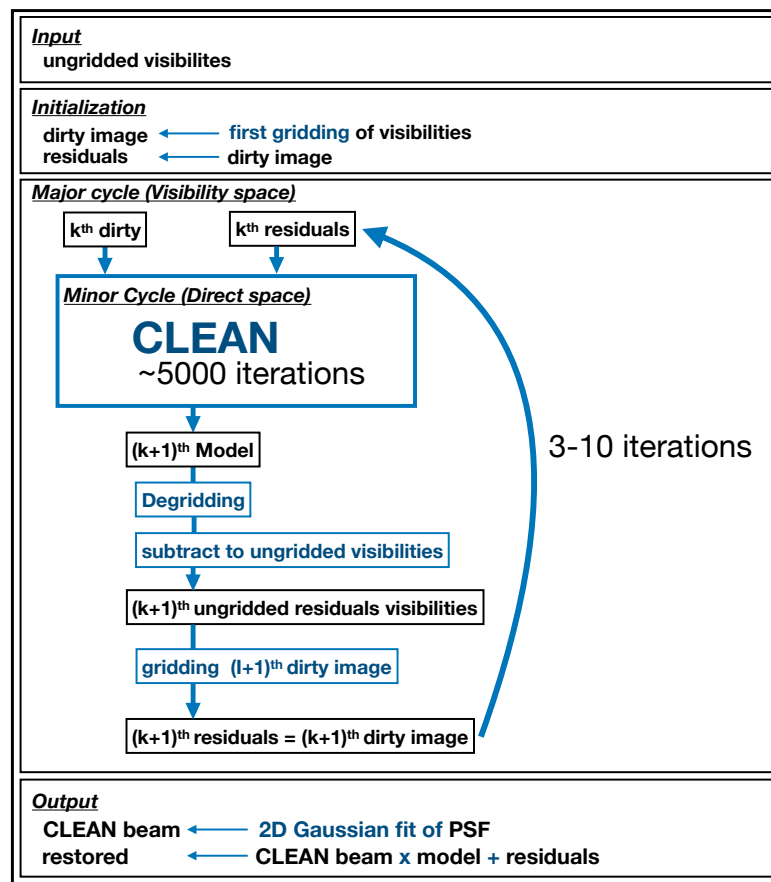 Input
ungridded visibilites
Initialization
dirty image first gridding of visibilities
residuals dirty image
Major cycle (Visibility space)
kth dirty kth residuals
Minor Cycle (Direct space)
CLEAN
~5000 iterations
3-10 iterations
(k+1)th Model
Degridding
subtract to ungridded visibilities
(k+1)th ungridded residuals visibilities
gridding (l+1)th dirty image
(k+1)th residuals = (k+1)th dirty image
Output
CLEAN beam 2D Gaussian fit of PSF
restored CLEAN beam x model + residuals